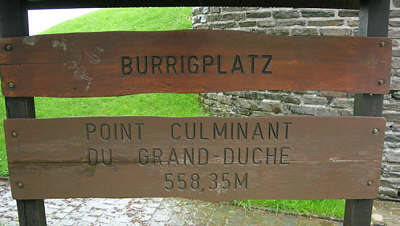 BURRIGPLATZ
POINT CULMINANT
DU GRAND-DUCHE
558,35M